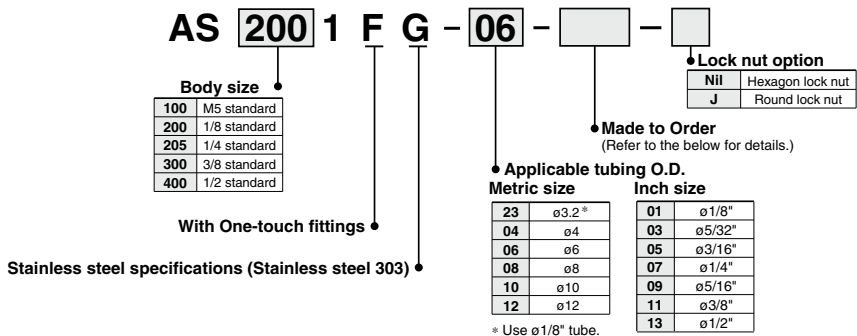 AS 200 1 F G - 06 - -
Lock nut option
Nil Hexagon lock nut
J Round lock nut
Body size
100 M5 standard
200 1/8 standard
205 1/4 standard
300 3/8 standard
400 1/2 standard
Made to Order
(Refer to the below for details.)
Applicable tubing O.D.
Metric size
23 ø3.2*
04 ø4
06 ø6
08 ø8
10 ø10
12 ø12
* Use ø1/8" tube.
Inch size
01 ø1/8"
03 ø5/32"
05 ø3/16"
07 ø1/4"
09 ø5/16"
11 ø3/8"
13 ø1/2"
With One-touch fittings
Stainless steel specifications (Stainless steel 303)